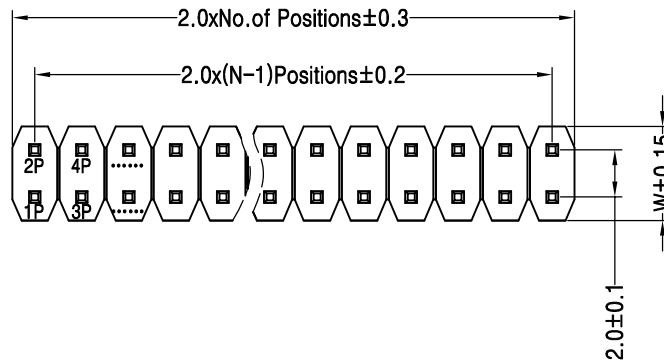 2.0xNo.of Positions±0.3
2.0x(N-1)Positions±0.2
2P 4P ......
1P 3P ......
W±0.15
2.0±0.1